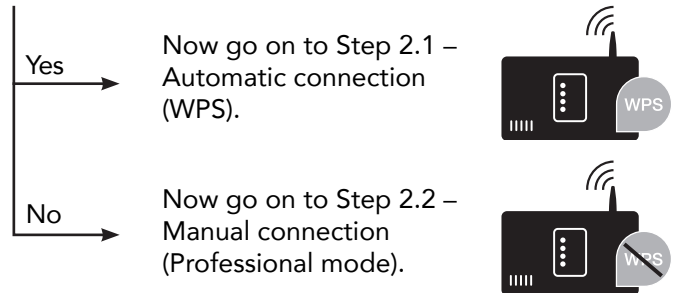 Yes
Now go on to Step 2.1 –
Automatic connection
(WPS).
WPS
No
Now go on to Step 2.2 –
Manual connection
(Professional mode).
WPS